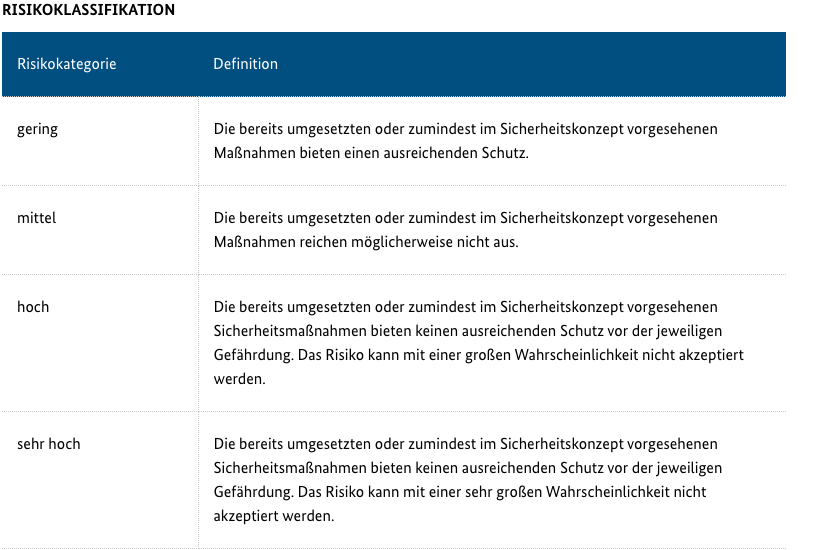 RISIKOKLASSIFIKATION
Risikokategorie
Definition
gering
Die bereits umgesetzten oder zumindest im Sicherheitskonzept vorgesehenen
Maßnahmen bieten einen ausreichenden Schutz.
mittel
Die bereits umgesetzten oder zumindest im Sicherheitskonzept vorgesehenen
Maßnahmen reichen möglicherweise nicht aus.
hoch
Die bereits umgesetzten oder zumindest im Sicherheitskonzept vorgesehenen
Sicherheitsmaßnahmen bieten keinen ausreichenden Schutz vor der jeweiligen
Gefährdung. Das Risiko kann mit einer großen Wahrscheinlichkeit nicht akzeptiert
werden.
sehr hoch
Die bereits umgesetzten oder zumindest im Sicherheitskonzept vorgesehenen
Sicherheitsmaßnahmen bieten keinen ausreichenden Schutz vor der jeweiligen
Gefährdung. Das Risiko kann mit einer sehr großen Wahrscheinlichkeit nicht
akzeptiert werden.